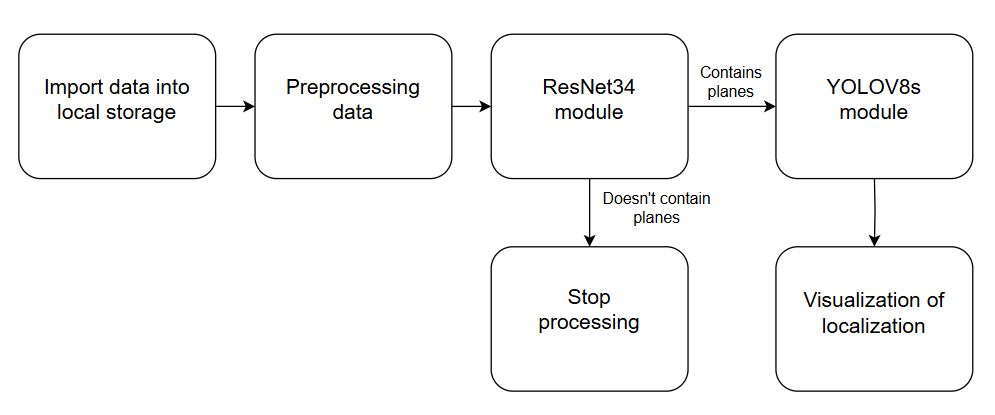 Import data into
local storage
Preprocessing
data
ResNet34
module
Contains
planes
YOLOV8s
module
Doesn't contain
planes
Stop
processing
Visualization of
localization